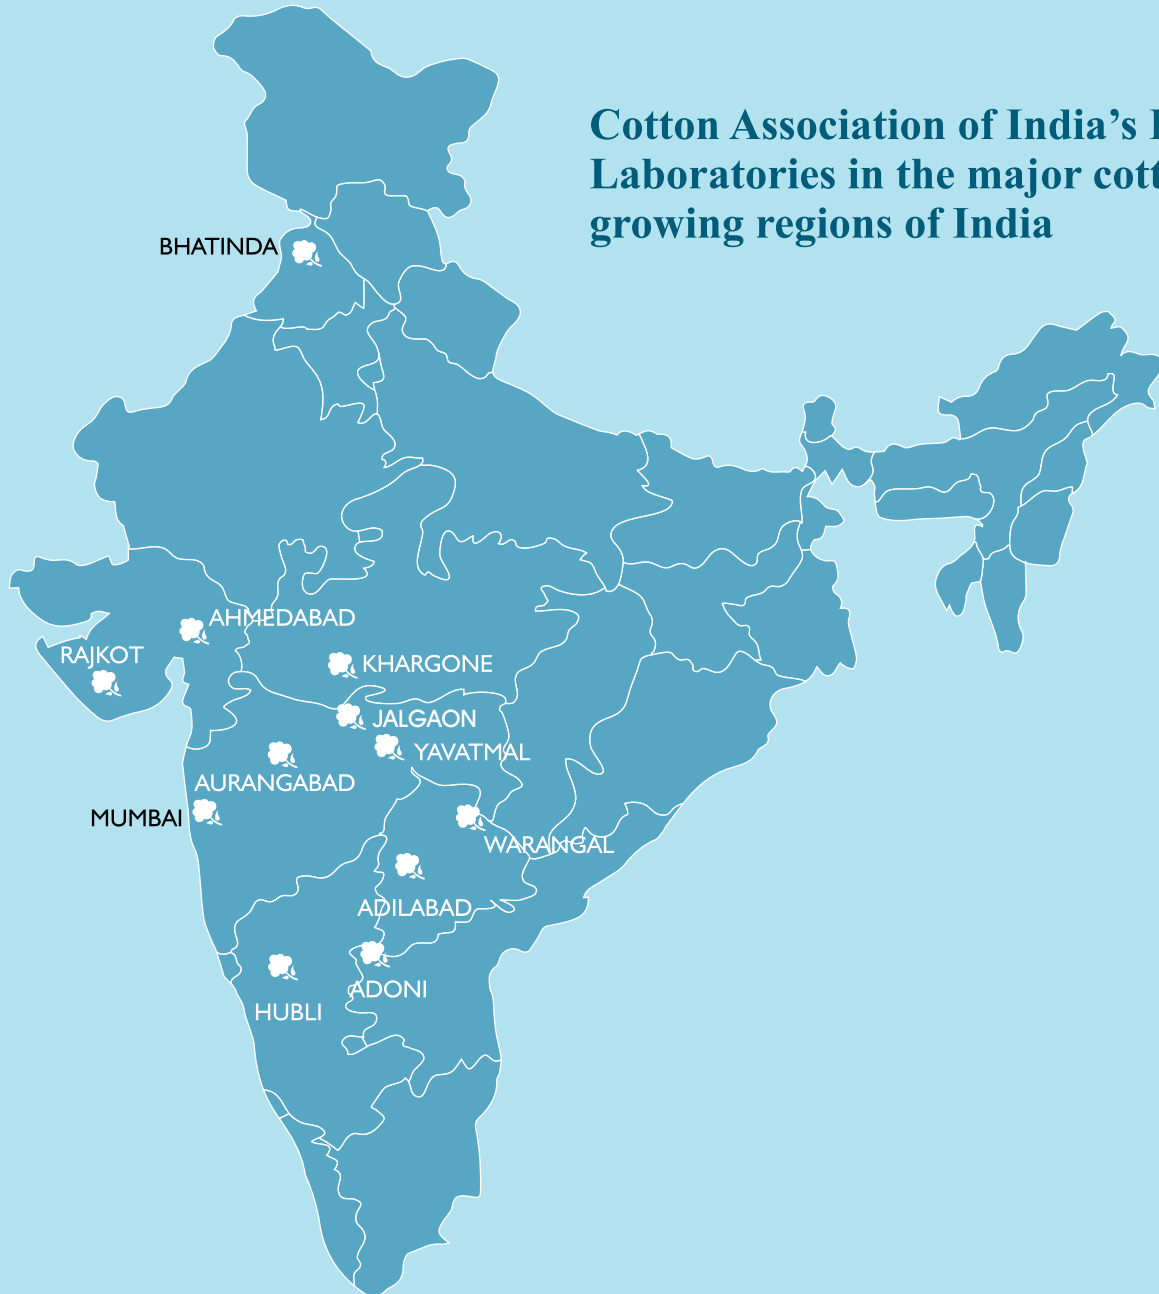 Cotton Association of India’s
Laboratories in the major
growing regions of India
BHATINDA
AHMEDABAD
RAJKOT
KHARGONE
JALGAON
YAVATMAL
AURANGABAD
MUMBAI
WARANGAL
ADILABAD
ADONI
HUBLI